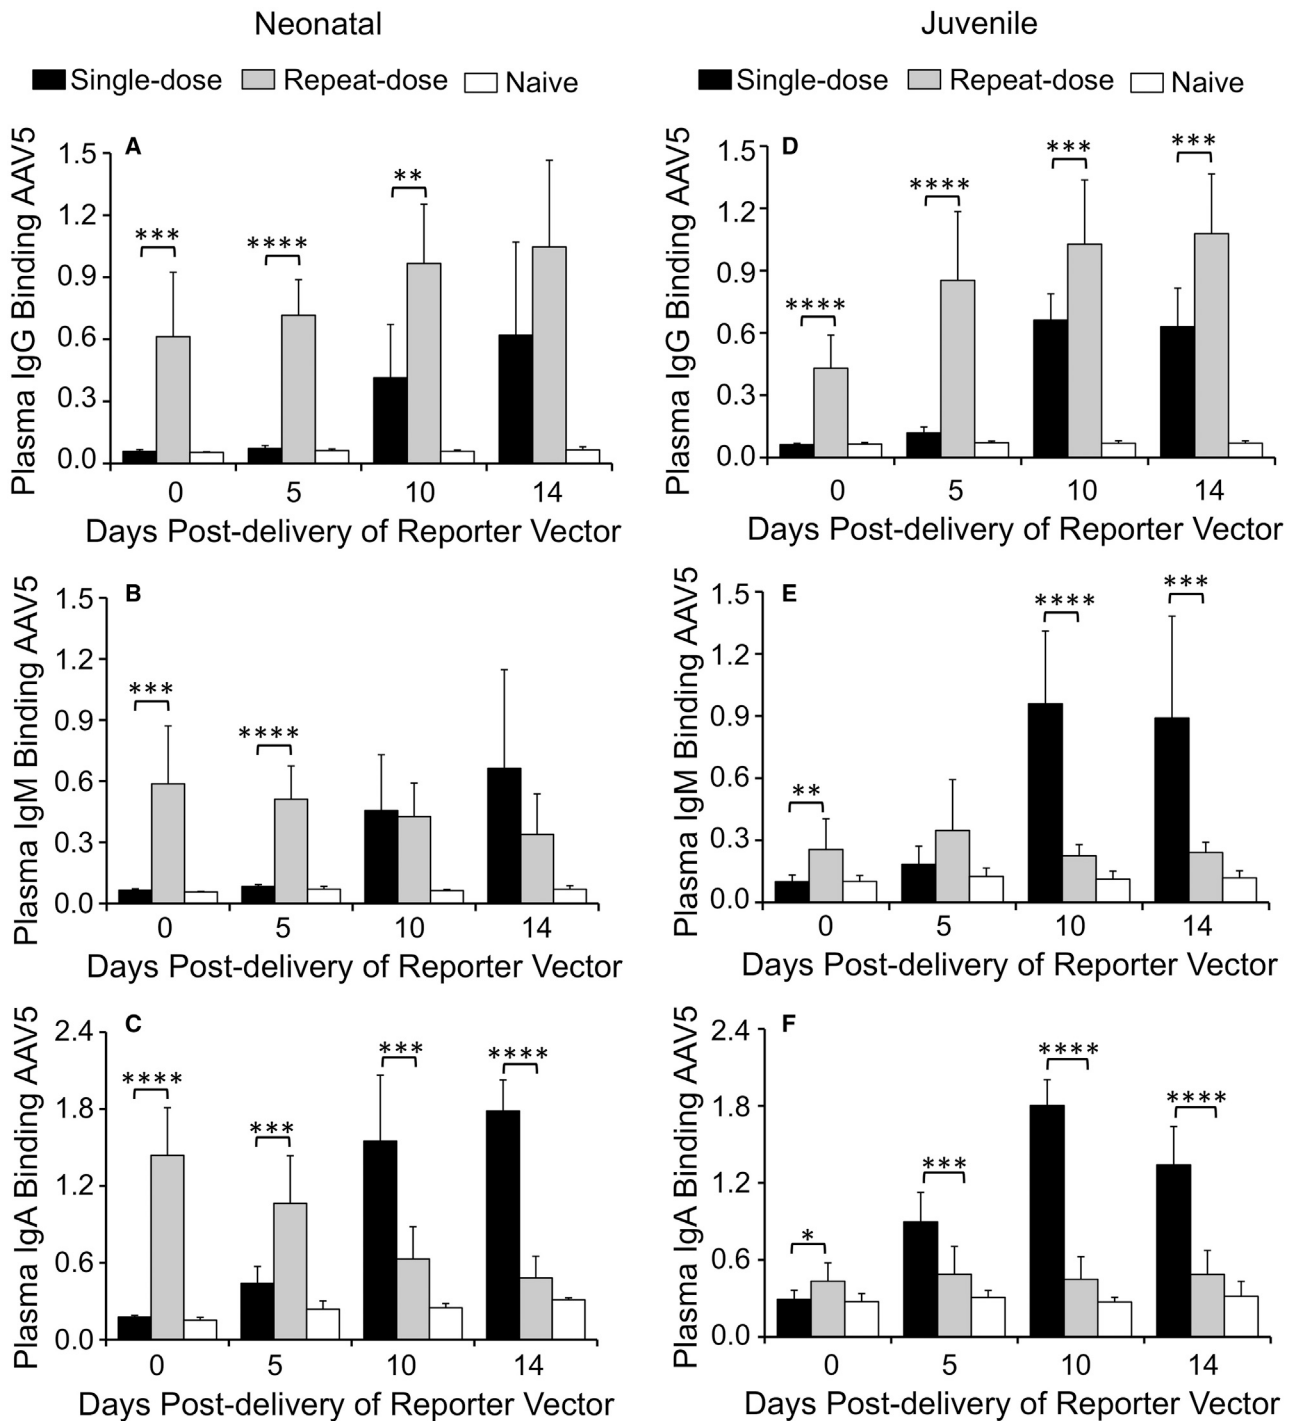 Neonatal
Single-dose Repeat-dose Naive
A
Plasma IgG Binding AAV5
1.5
1.2
0.9
0.6
0.3
0.0
***
****
**
0 5 10 14
Days Post-delivery of Reporter Vector
B
Plasma IgM Binding AAV5
1.5
1.2
0.9
0.6
0.3
0.0
***
****
0 5 10 14
Days Post-delivery of Reporter Vector
C
Plasma IgA Binding AAV5
2.4
1.8
1.2
0.6
0.0
****
***
***
****
0 5 10 14
Days Post-delivery of Reporter Vector
Juvenile
Single-dose Repeat-dose Naive
D
Plasma IgG Binding AAV5
1.5
1.2
0.9
0.6
0.3
0.0
****
****
***
***
0 5 10 14
Days Post-delivery of Reporter Vector
E
Plasma IgM Binding AAV5
1.5
1.2
0.9
0.6
0.3
0.0
**
****
***
0 5 10 14
Days Post-delivery of Reporter Vector
F
Plasma IgA Binding AAV5
2.4
1.8
1.2
0.6
0.0
*
***
****
****
0 5 10 14
Days Post-delivery of Reporter Vector